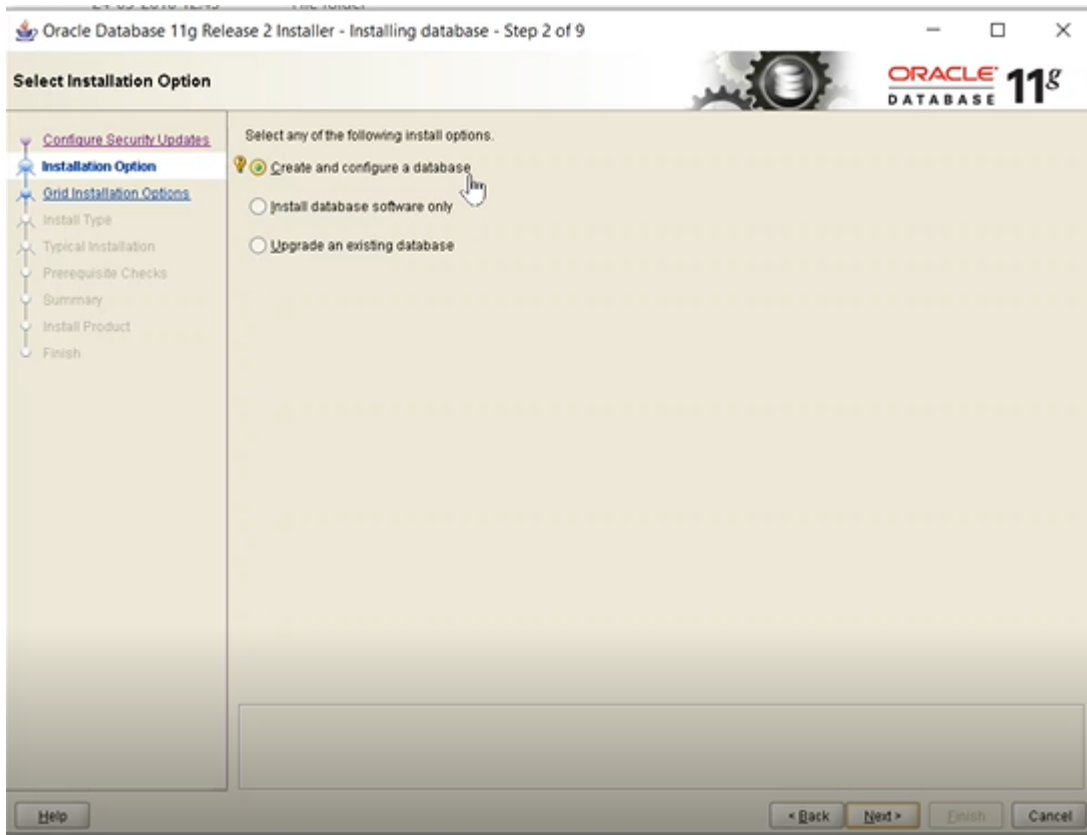 Oracle Database 11g Release 2 Installer - Installing database - Step 2 of 9
Select Installation Option
ORACLE 11g
DATABASE
Configure Security Updates
Installation Option
Grid Installation Options
Install Type
Typical Installation
Prerequisite Checks
Summary
Install Product
Finish
Select any of the following install options.
Create and configure a database
Install database software only
Upgrade an existing database
Help
< Back
Next >
Finish
Cancel